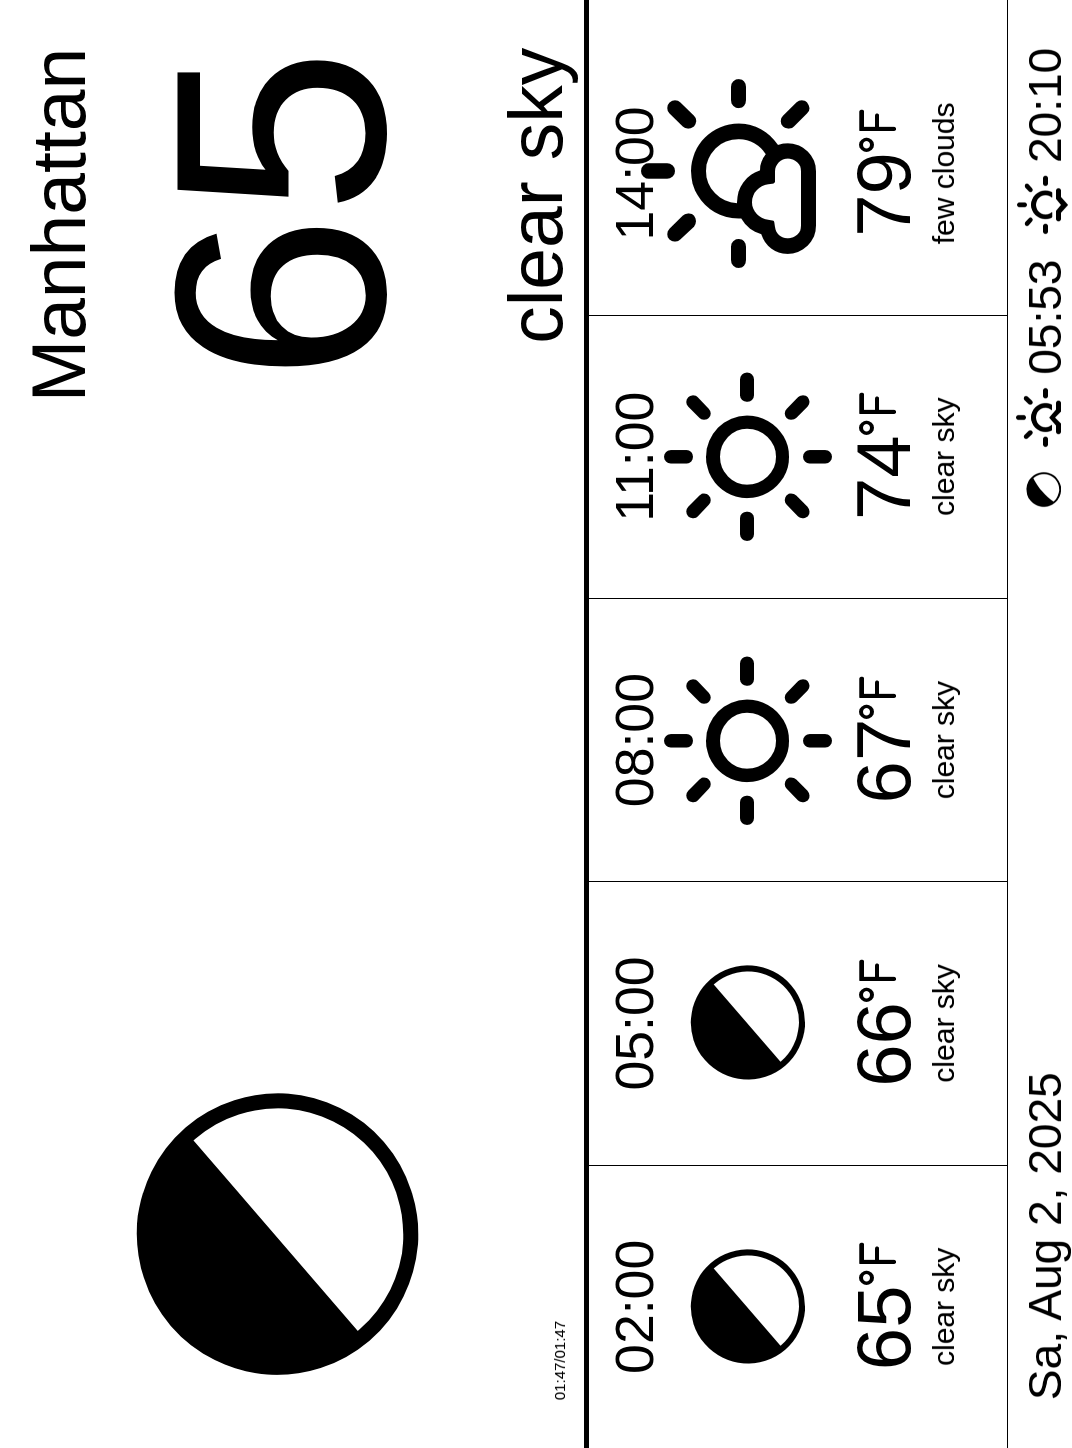 Manhattan
65
clear sky
01:47/01:47
02:00 05:00 08:00 11:00 14:00
65°F 66°F 67°F 74°F 79°F
clear sky clear sky clear sky clear sky few clouds
Sa, Aug 2, 2025 05:53 20:10